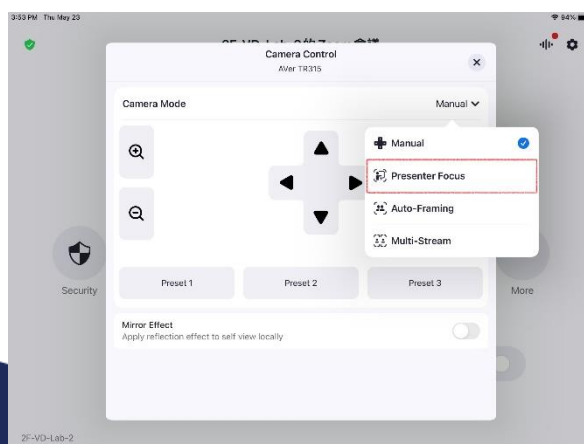 3:53 PM Thu May 23
94%
Camera Control
AVer TR315
Camera Mode
Manual
Manual
Presenter Focus
Auto-Framing
Multi-Stream
Security
Preset 1
Preset 2
Preset 3
More
Mirror Effect
Apply reflection effect to self view locally
2F-VD-Lab-2